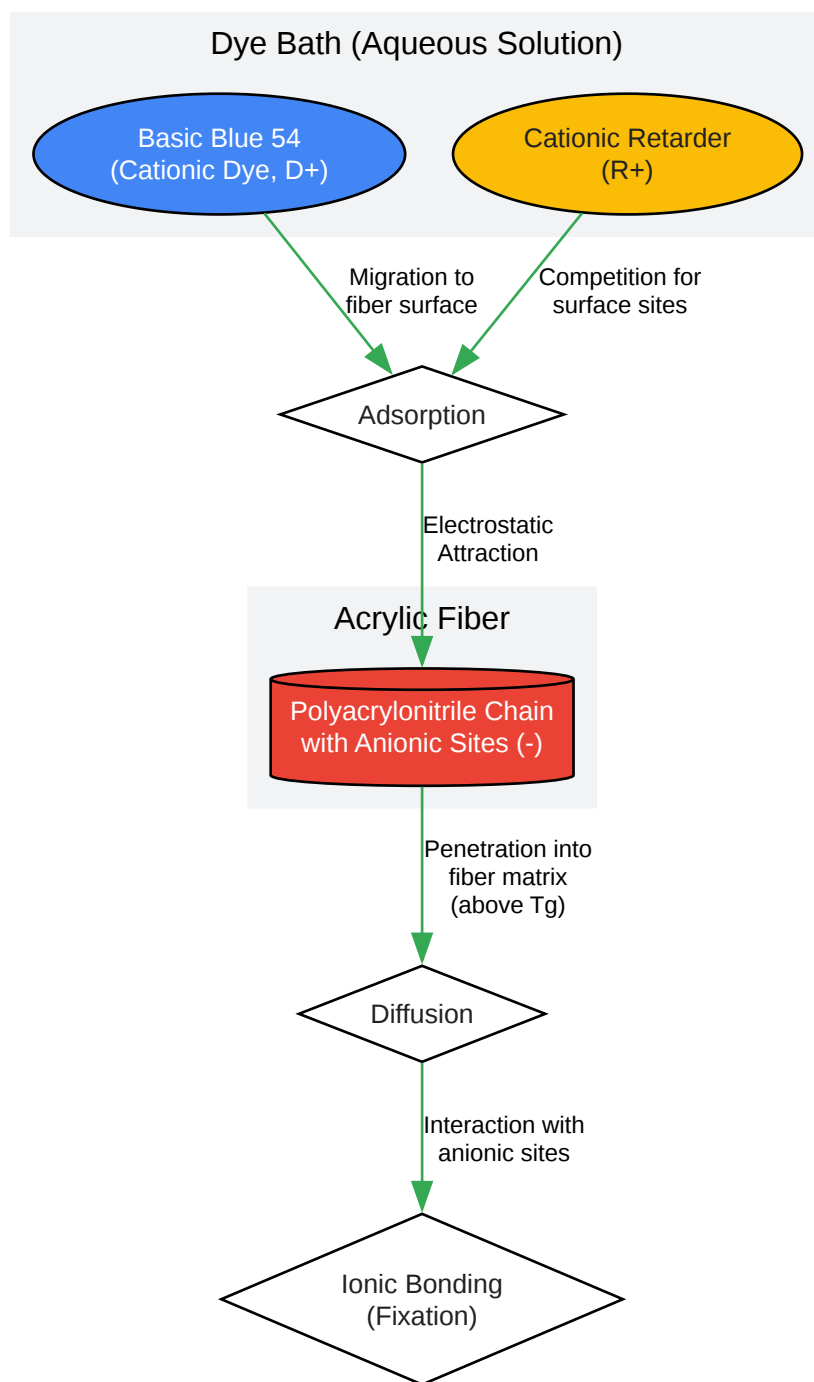 Dye Bath (Aqueous Solution)
Basic Blue 54
(Cationic Dye, D+)
Cationic Retarder
(R+)
Migration to
fiber surface
Competition for
surface sites
Adsorption
Electrostatic
Attraction
Acrylic Fiber
Polyacrylonitrile Chain
with Anionic Sites (-)
Penetration into
fiber matrix
(above Tg)
Diffusion
Interaction with
anionic sites
Ionic Bonding
(Fixation)